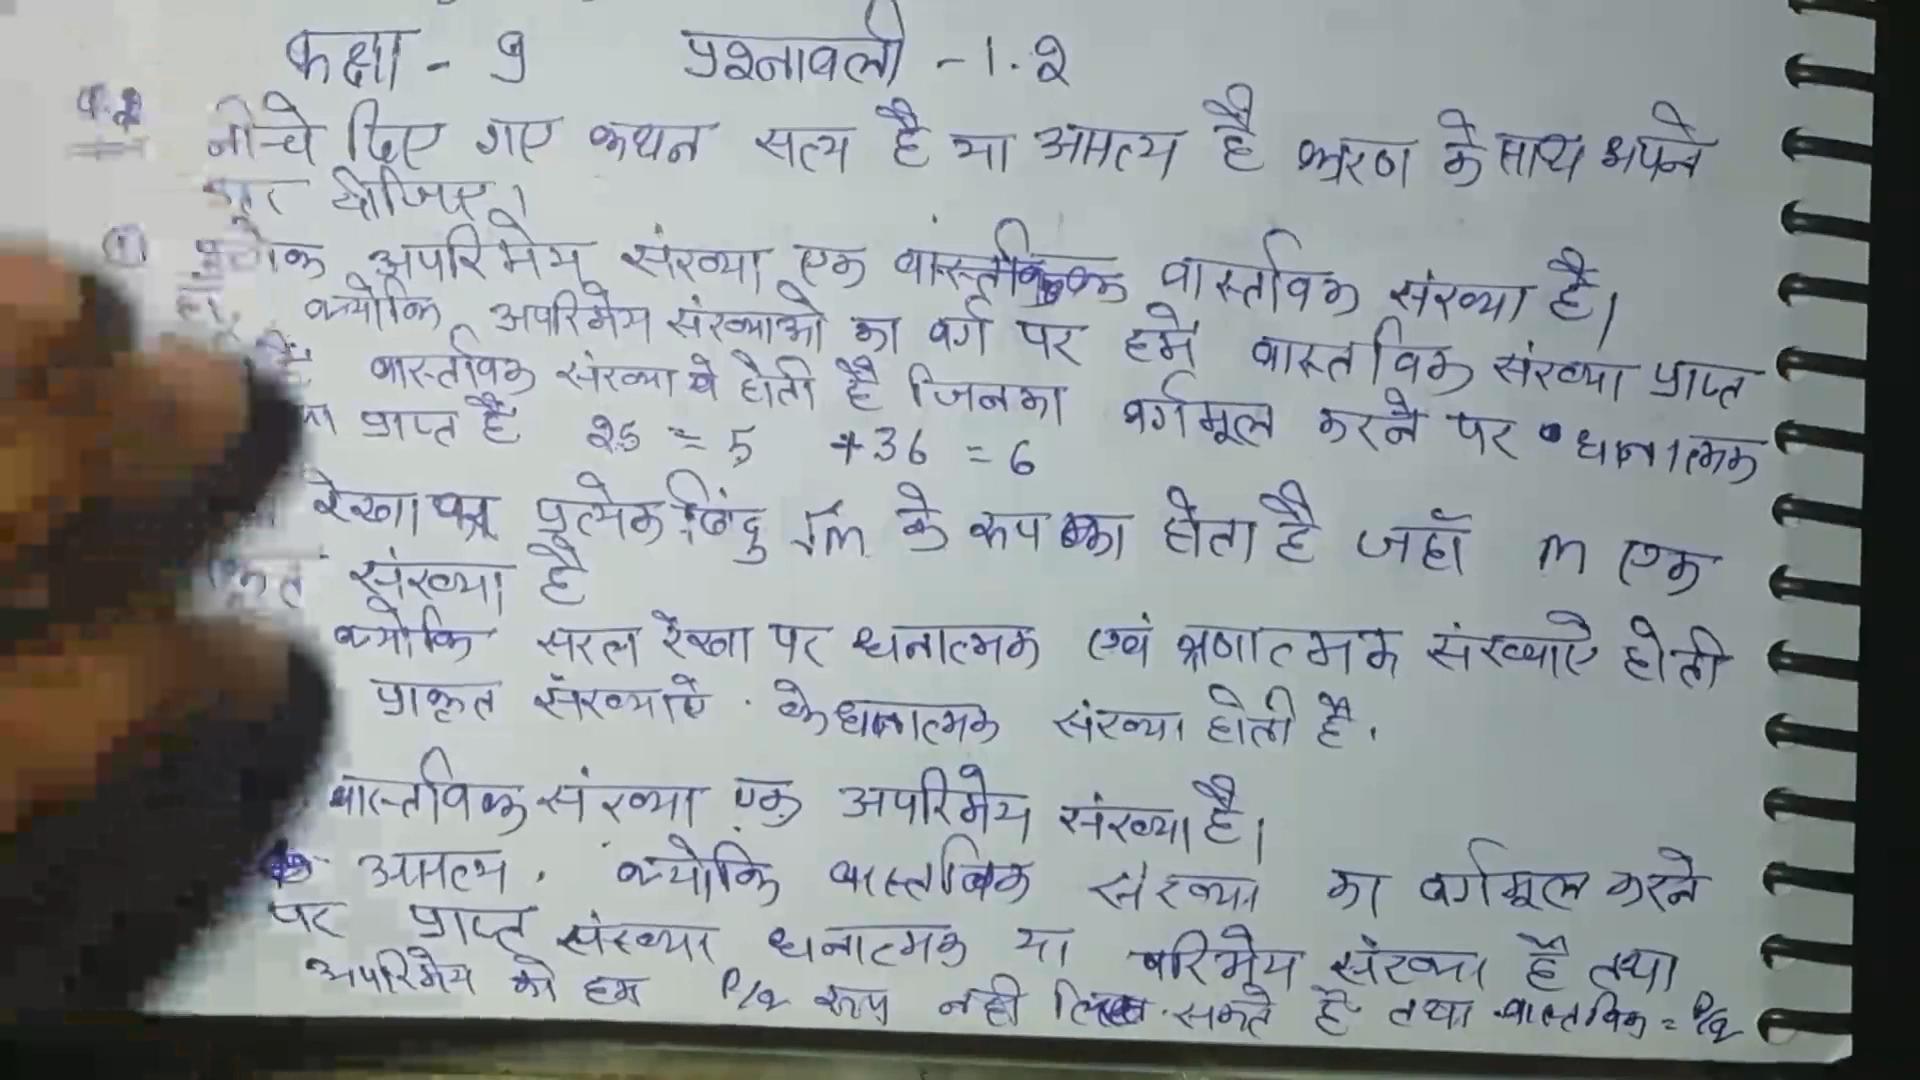 कक्षा - 9 प्रश्नावली - 1.2
नीचे दिए गए कथन सत्य है या असत्य है कारण के साथ अपने
दीजिए।
अपरिमेय संख्या एक वास्तविक वास्तविक संख्या है।
क्योकि अपरिमेय संख्याओ का वर्ग पर हमे वास्तविक संख्या प्राप्त
वास्तविक संख्या वे होती है जिनका वर्गमूल करने पर धनात्मक
प्राप्त है 25 = 5 +36 = 6
रेखा पर प्रत्येक बिंदु √m के रूप का होता है जहाँ m एक
संख्या है
क्योकि सरल रेखा पर धनात्मक एवं ऋणात्मक संख्याऐ होती
प्राकृत संख्याऐ . के धनात्मक संख्या होती है.
वास्तविक संख्या एक अपरिमेय संख्या है।
असत्य . क्योकि वास्तविक संख्या का वर्गमूल करने
पर प्राप्त संख्या धनात्मक या परिमेय संख्या है तथा
अपरिमेय को हम P/q रूप नही लिख सकते है तथा वास्तविक = P/q